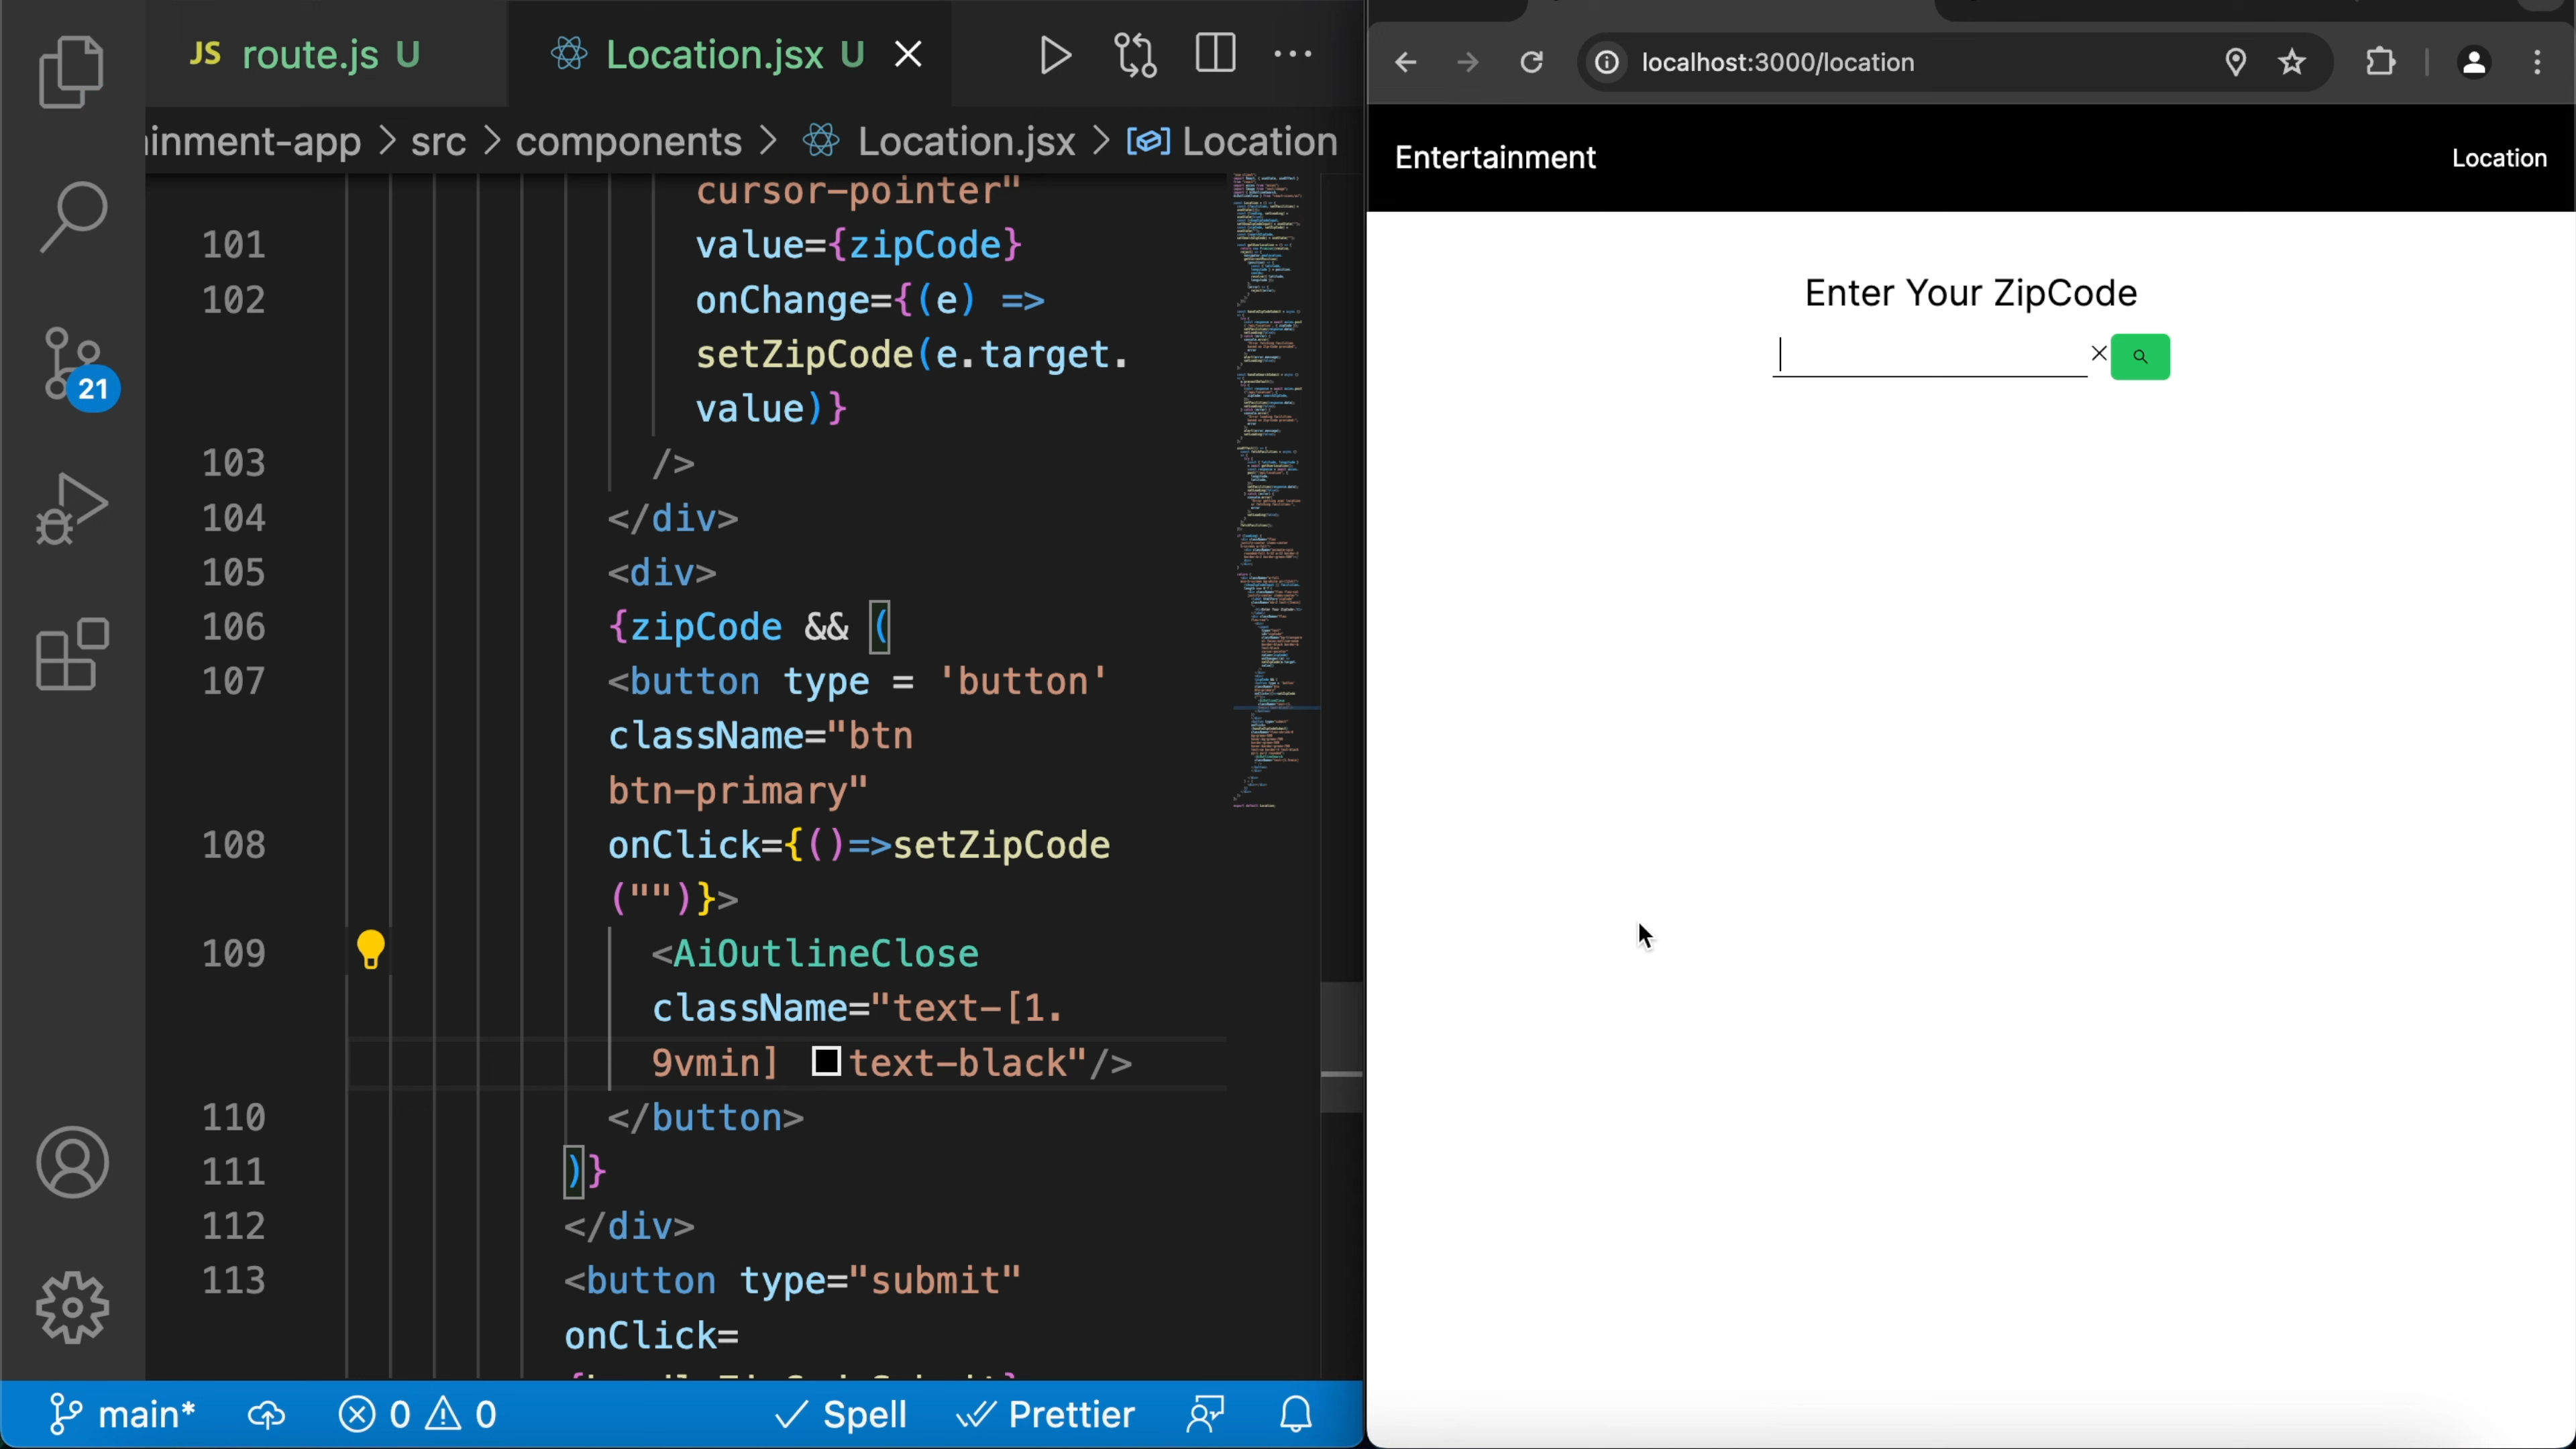 JS route.js U
Location.jsx U
inment-app > src > components > Location.jsx > Location
cursor-pointer"
101 value={zipCode}
102 onChange={(e) =>
setZipCode(e.target.
value)}
103 />
104 </div>
105 <div>
106 {zipCode && (
107 <button type = 'button'
className="btn
btn-primary"
108 onClick={()=>setZipCode
("")}>
109 <AiOutlineClose
className="text-[1.
9vmin] text-black"/>
110 </button>
111 )}
112 </div>
113 <button type="submit"
onClick=
21
main* 0 0 Spell Prettier
localhost:3000/location
Entertainment
Location
Enter Your ZipCode